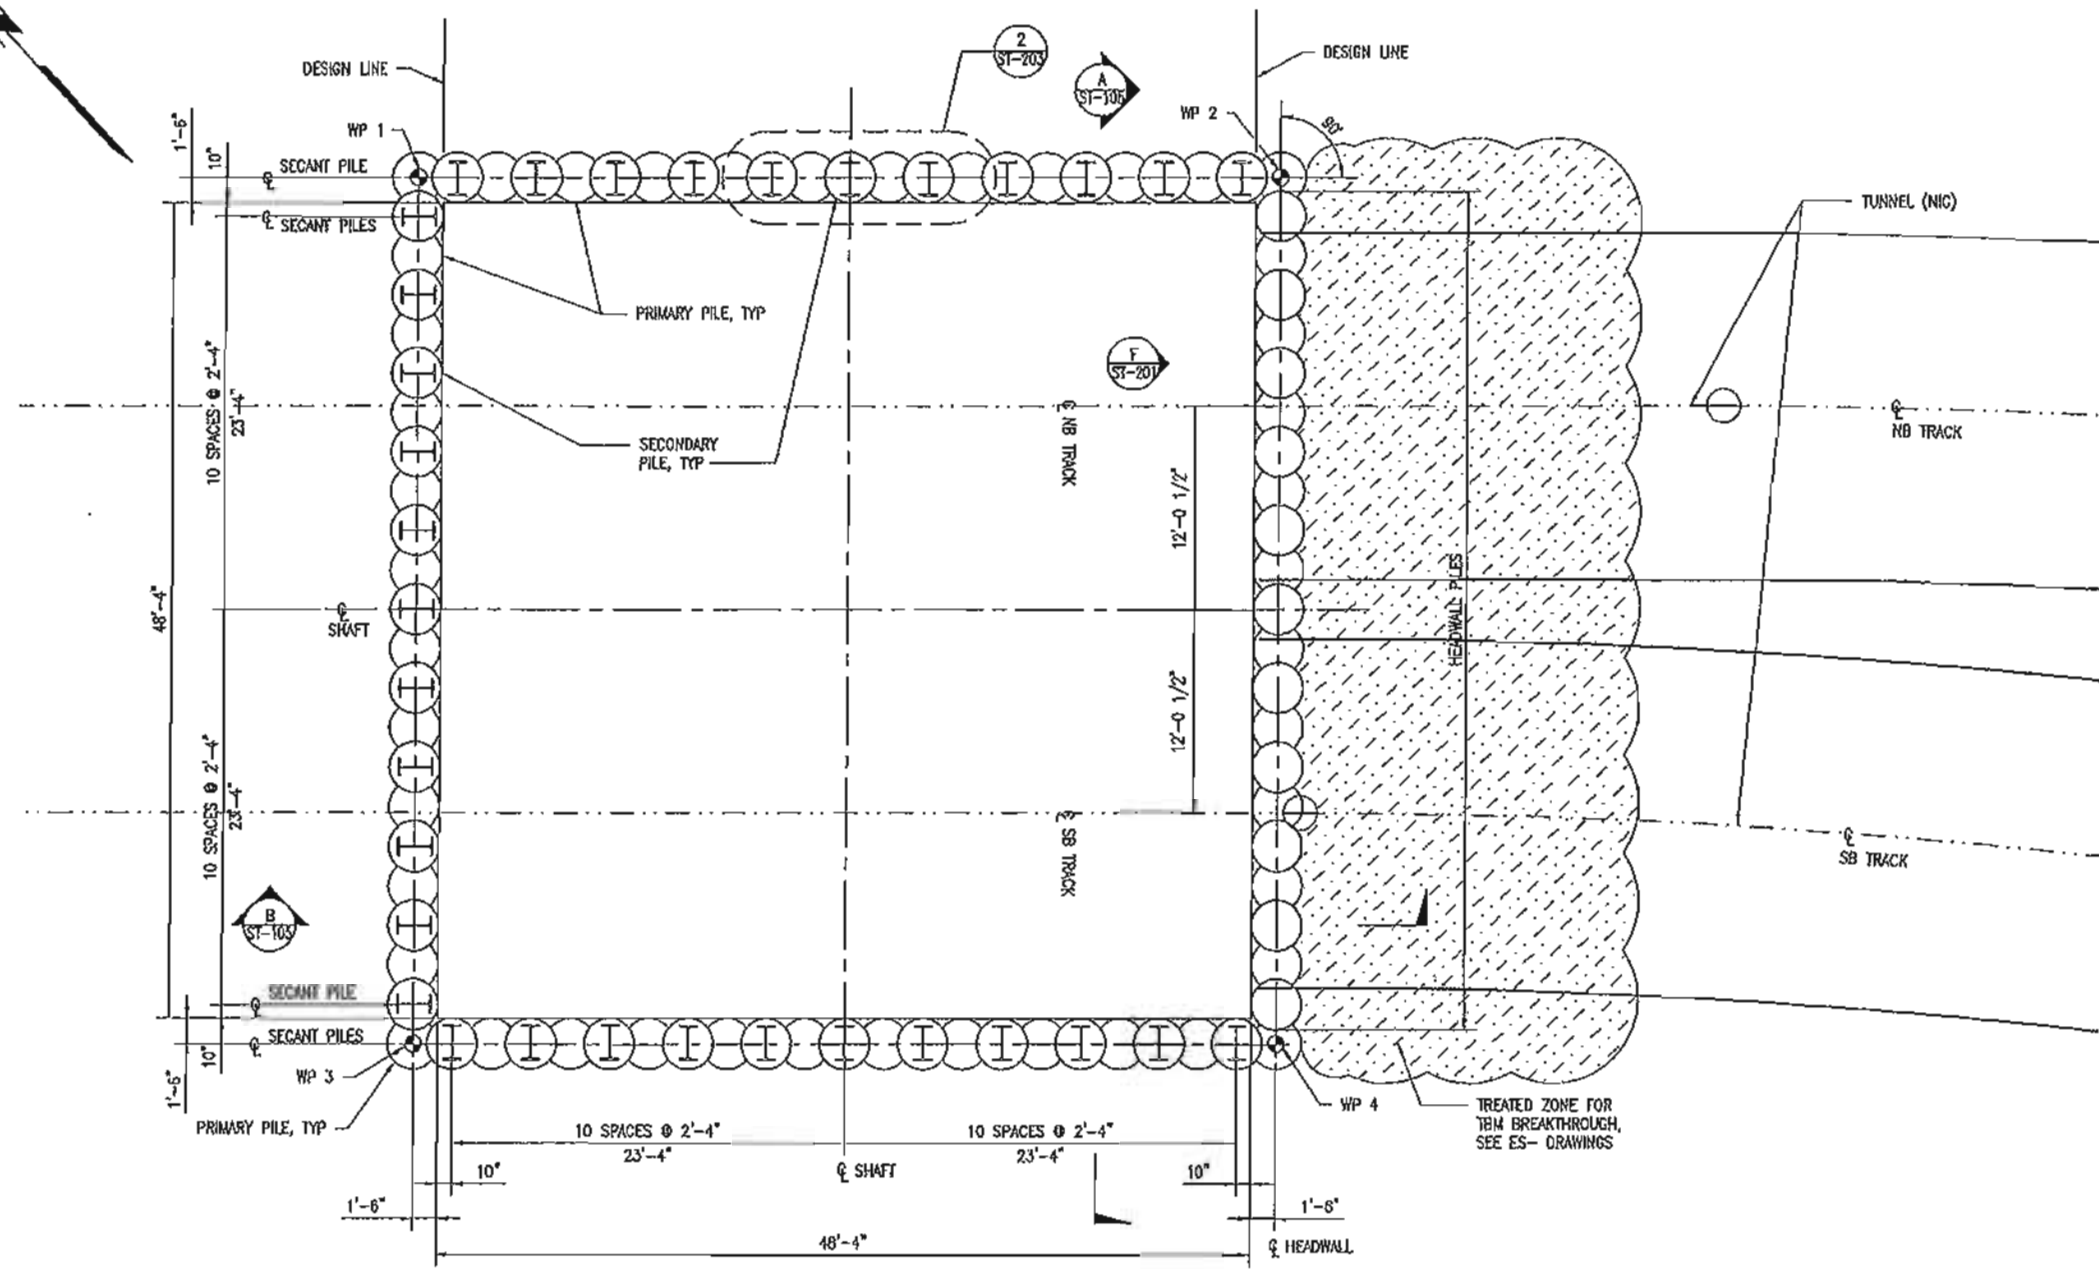 2
ST-203
DESIGN LINE
DESIGN LINE
A
ST-105
WP 1
WP 2
90°
1'-6"
10"
℄ SECANT PILE
℄ SECANT PILES
TUNNEL (NIC)
PRIMARY PILE, TYP
F
ST-201
10 SPACES @ 2'-4"
23'-4"
℄ NB TRACK
℄
NB TRACK
SECONDARY
PILE, TYP
12'-0 1/2"
48'-4"
℄
SHAFT
HEADWALL PILES
12'-0 1/2"
10 SPACES @ 2'-4"
23'-4"
℄ SB TRACK
℄
SB TRACK
B
ST-105
℄ SECANT PILE
℄ SECANT PILES
10"
1'-6"
WP 3
PRIMARY PILE, TYP
WP 4
TREATED ZONE FOR
TBM BREAKTHROUGH,
SEE ES- DRAWINGS
10 SPACES @ 2'-4"
23'-4"
10 SPACES @ 2'-4"
23'-4"
℄ SHAFT
10"
10"
1'-6"
1'-6"
48'-4"
℄ HEADWALL